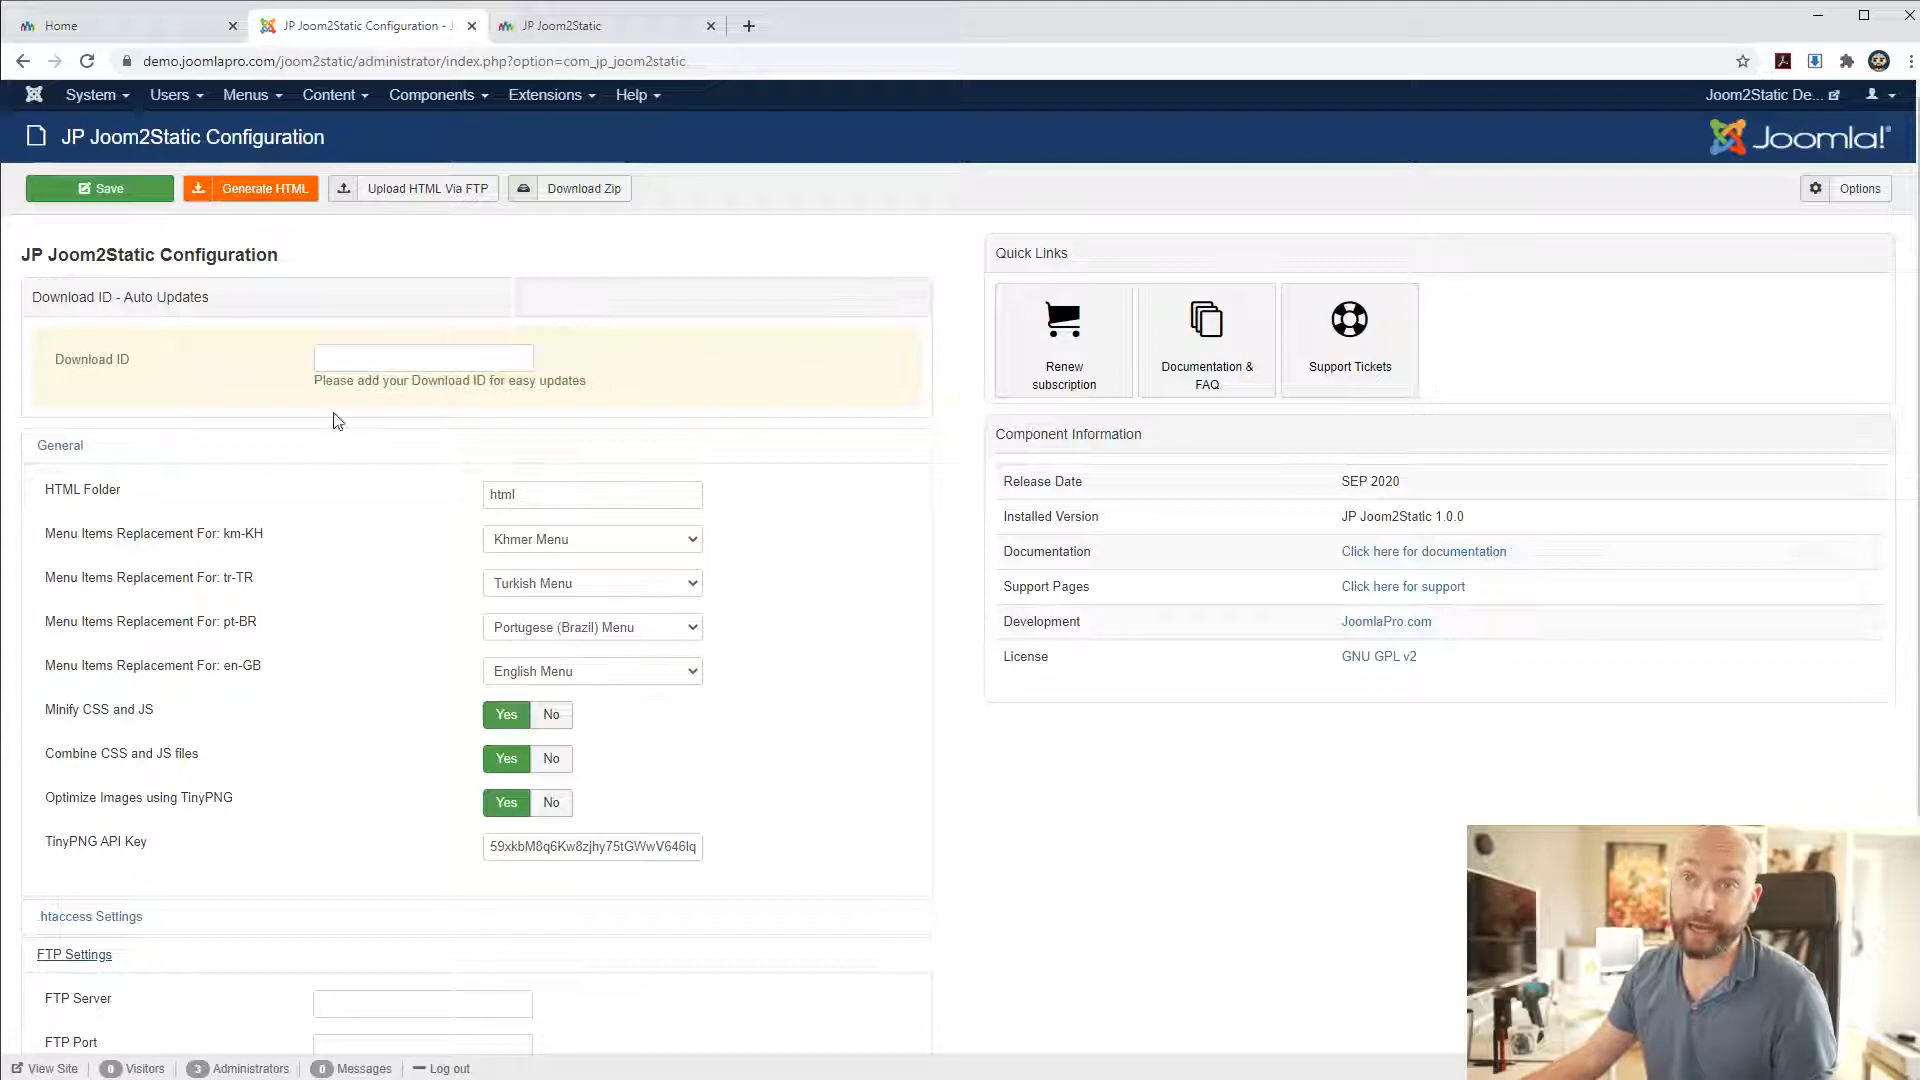 Home
JP Joom2Static Configuration - J
JP Joom2Static
demo.joomlapro.com/joom2static/administrator/index.php?option=com_jp_joom2static
System Users Menus Content Components Extensions Help
Joom2Static De...
JP Joom2Static Configuration
Joomla!®
Save
Generate HTML
Upload HTML Via FTP
Download Zip
Options
JP Joom2Static Configuration
Download ID - Auto Updates
Download ID
Please add your Download ID for easy updates
General
HTML Folder
html
Menu Items Replacement For: km-KH
Khmer Menu
Menu Items Replacement For: tr-TR
Turkish Menu
Menu Items Replacement For: pt-BR
Portugese (Brazil) Menu
Menu Items Replacement For: en-GB
English Menu
Minify CSS and JS
Yes No
Combine CSS and JS files
Yes No
Optimize Images using TinyPNG
Yes No
TinyPNG API Key
59xkbM8q6Kw8zjhy75tGWwV646lq
.htaccess Settings
FTP Settings
FTP Server
FTP Port
Quick Links
Renew
subscription
Documentation &
FAQ
Support Tickets
Component Information
Release Date SEP 2020
Installed Version JP Joom2Static 1.0.0
Documentation Click here for documentation
Support Pages Click here for support
Development JoomlaPro.com
License GNU GPL v2
View Site 0 Visitors 3 Administrators 0 Messages Log out